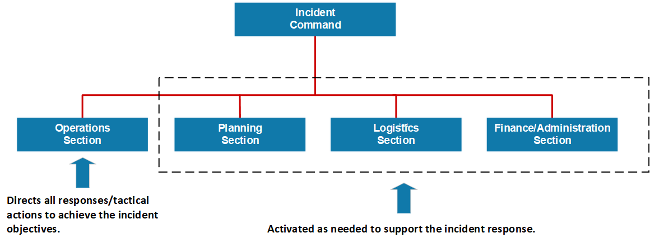 Incident
Command
Operations
Section
Planning
Section
Logistics
Section
Finance/Administration
Section
Directs all responses/tactical
actions to achieve the incident
objectives.
Activated as needed to support the incident response.